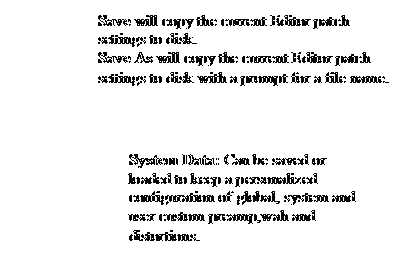 Save will copy the current Editor patch
settings to disk.
Save As will copy the current Editor patch
settings to disk with a prompt for a file name.
System Data: Can be saved or
loaded to keep a personalized
configuration of global, system and
user custom preamp,wah and
distortions.